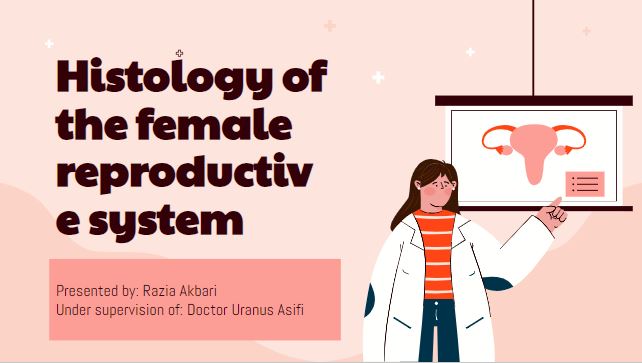 Histology of
the female
reproductiv
e system
Presented by: Razia Akbari
Under supervision of: Doctor Uranus Asifi